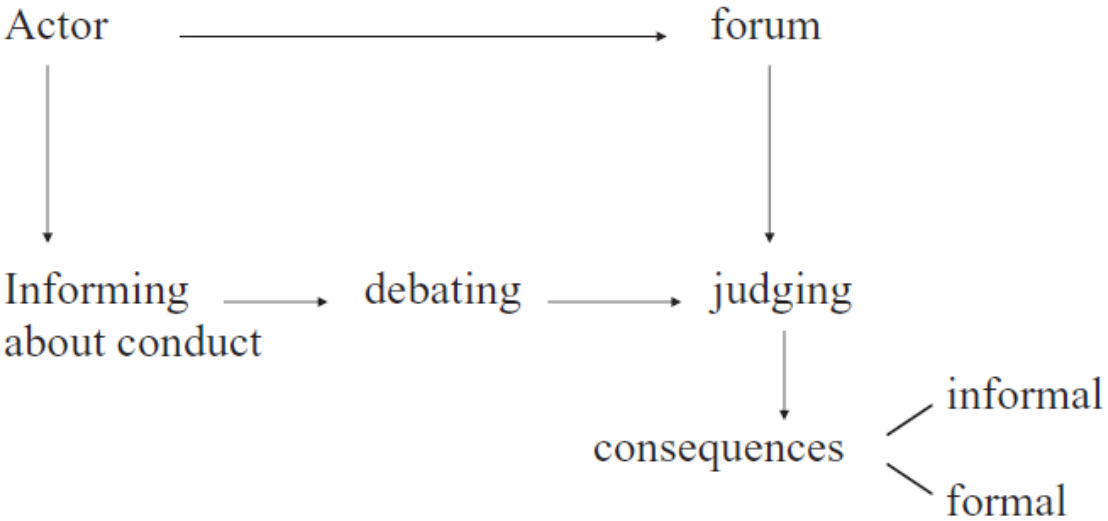 Actor
forum
Informing
about conduct
debating
judging
consequences
informal
formal